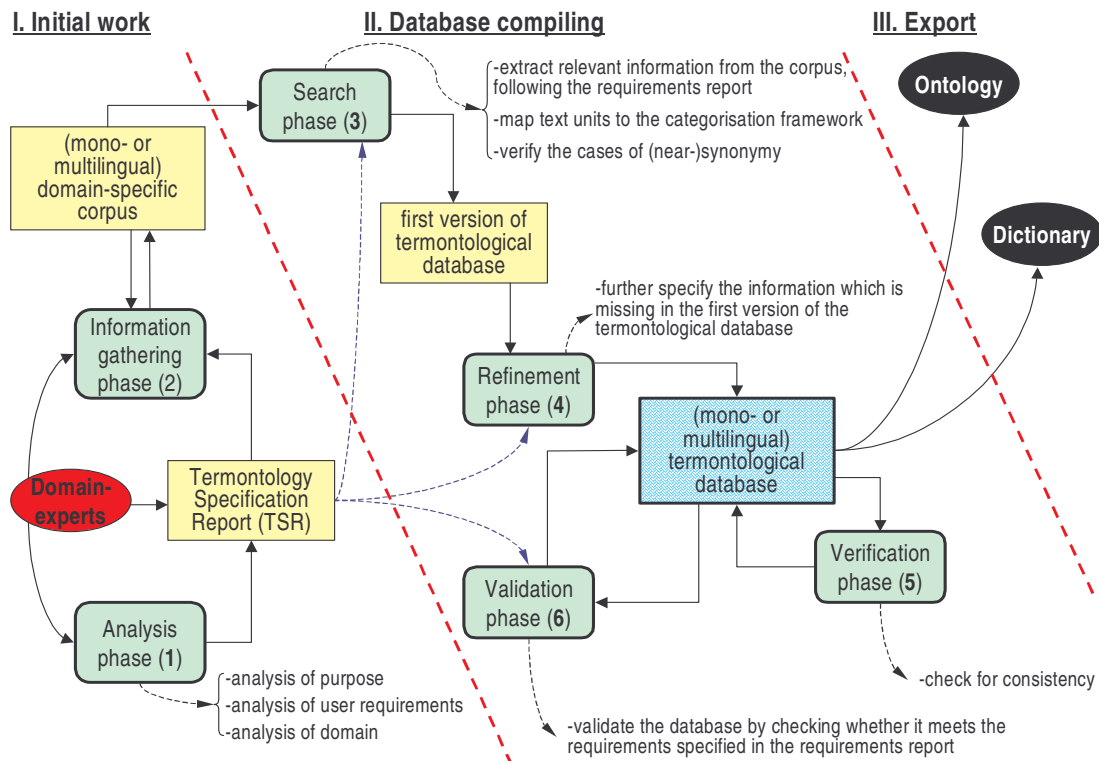 I. Initial work
II. Database compiling
III. Export
Search
phase (3)
-extract relevant information from the corpus,
following the requirements report
-map text units to the categorisation framework
-verify the cases of (near-)synonymy
Ontology
(mono- or
multilingual)
domain-specific
corpus
first version of
termontological
database
Dictionary
-further specify the information which is
missing in the first version of the
termontological database
Information
gathering
phase (2)
Refinement
phase (4)
(mono- or
multilingual)
termontological
database
Domain-
experts
Termontology
Specification
Report (TSR)
Verification
phase (5)
Validation
phase (6)
Analysis
phase (1)
-analysis of purpose
-analysis of user requirements
-analysis of domain
-check for consistency
-validate the database by checking whether it meets the
requirements specified in the requirements report